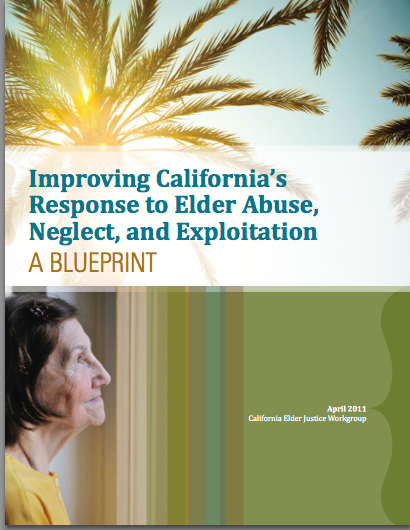 Improving California's
Response to Elder Abuse,
Neglect, and Exploitation
A BLUEPRINT
April 2011
California Elder Justice Workgroup